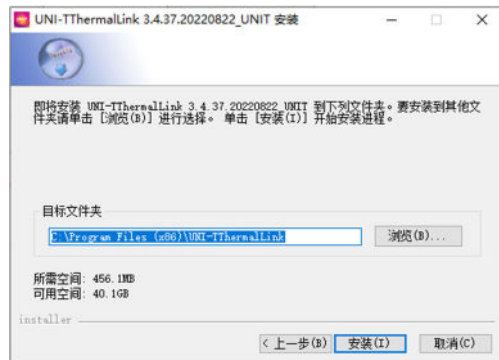 UNI-TThermalLink 3.4.37.20220822_UNIT 安装
即将安装 UNI-TThermalLink 3.4.37.20220822_UNIT 到下列文件夹。要安装到其他文
件夹请单击 [浏览(B)] 进行选择。 单击 [安装(I)] 开始安装进程。
目标文件夹
C:\Program Files (x86)\UNI-TThermalLink
浏览(B)...
所需空间: 456.1MB
可用空间: 40.1GB
installer
< 上一步(B) 安装(I) 取消(C)